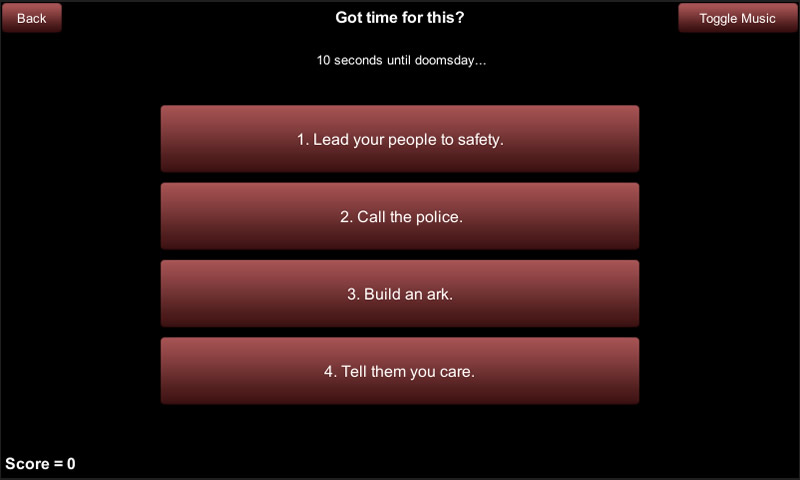 Back
Got time for this?
Toggle Music
10 seconds until doomsday...
1. Lead your people to safety.
2. Call the police.
3. Build an ark.
4. Tell them you care.
Score = 0